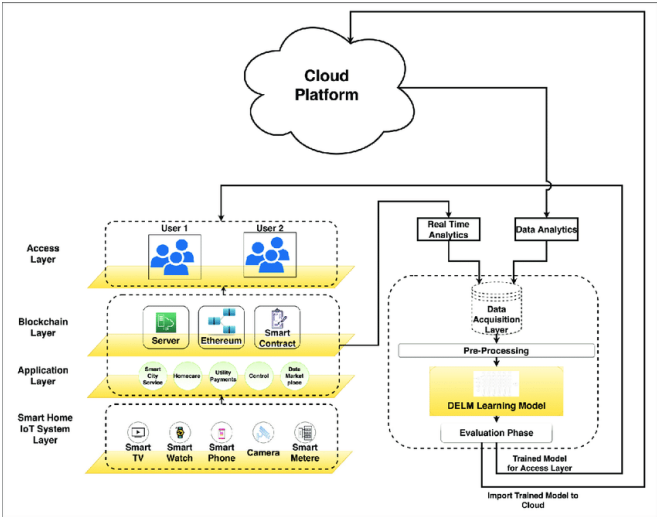 Cloud
Platform
User 1
User 2
Access
Layer
Real Time
Analytics
Data Analytics
Blockchain
Layer
Server
Ethereum
Smart
Contract
Data
Acquisition
Layer
Pre-Processing
Application
Layer
Smart
City
Service
Homecare
Utility
Payments
Control
Data
Market
place
DELM Learning Model
Smart Home
IoT System
Layer
Smart
TV
Smart
Watch
Smart
Phone
Camera
Smart
Metere
Evaluation Phase
Trained Model
for Access Layer
Import Trained Model to
Cloud